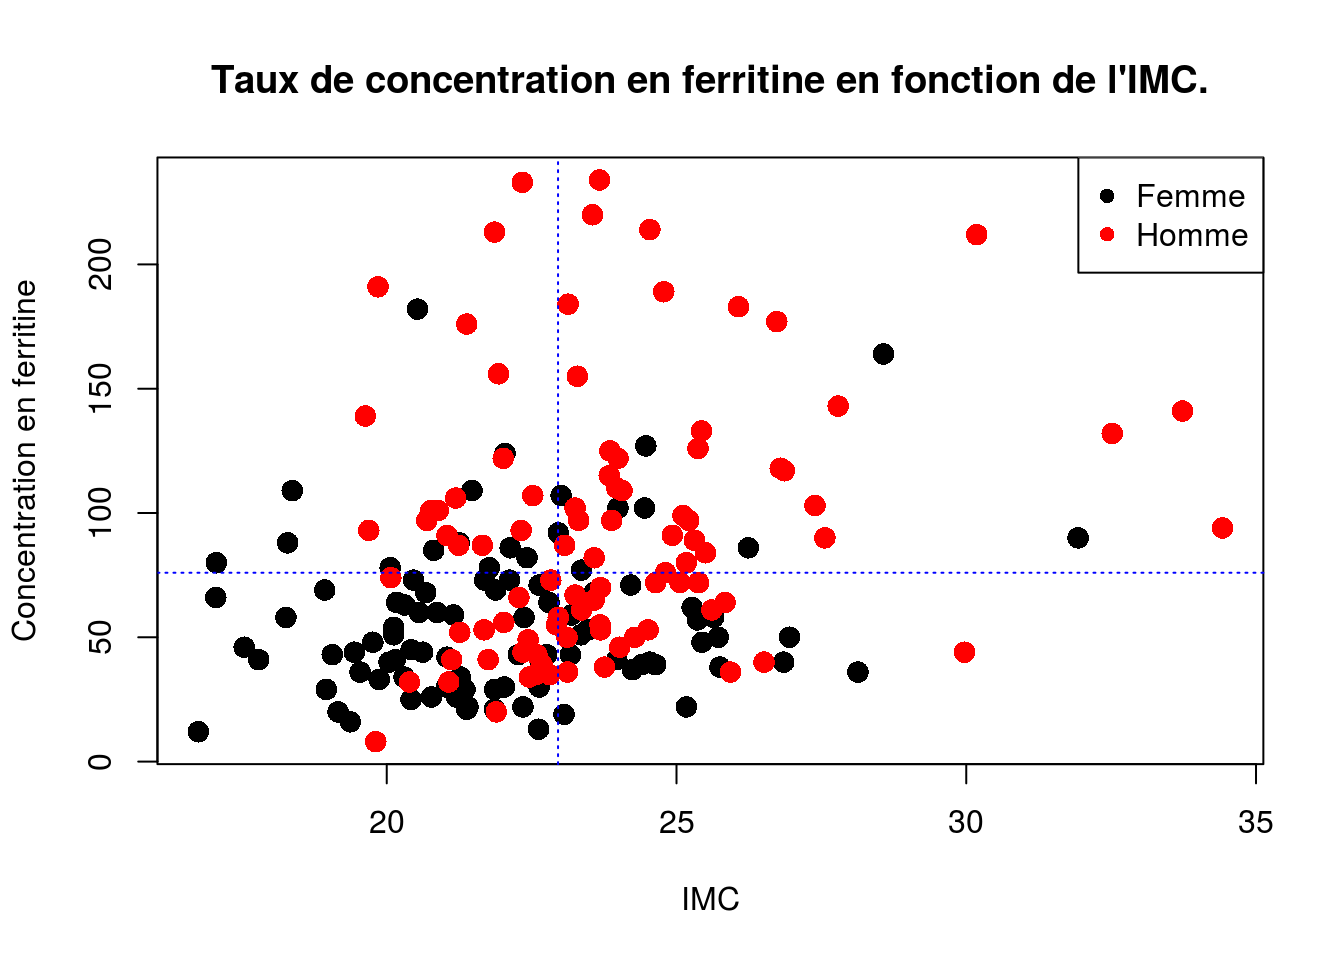 Taux de concentration en ferritine en fonction de l'IMC.
Femme
Homme
Concentration en ferritine
200
150
100
50
0
20
25
30
35
IMC